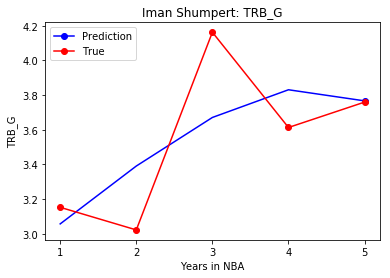 Iman Shumpert: TRB_G
Prediction
True
TRB_G
4.2
4.0
3.8
3.6
3.4
3.2
3.0
1 2 3 4 5
Years in NBA